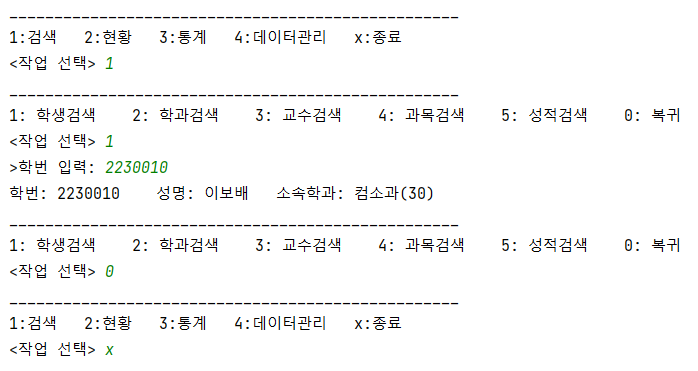 __________________________________________________
1:검색   2:현황   3:통계   4:데이터관리   x:종료
<작업 선택> 1
__________________________________________________
1: 학생검색    2: 학과검색    3: 교수검색    4: 과목검색    5: 성적검색    0: 복귀
<작업 선택> 1
>학번 입력: 2230010
학번: 2230010    성명: 이보배   소속학과: 컴소과(30)
__________________________________________________
1: 학생검색    2: 학과검색    3: 교수검색    4: 과목검색    5: 성적검색    0: 복귀
<작업 선택> 0
__________________________________________________
1:검색   2:현황   3:통계   4:데이터관리   x:종료
<작업 선택> x